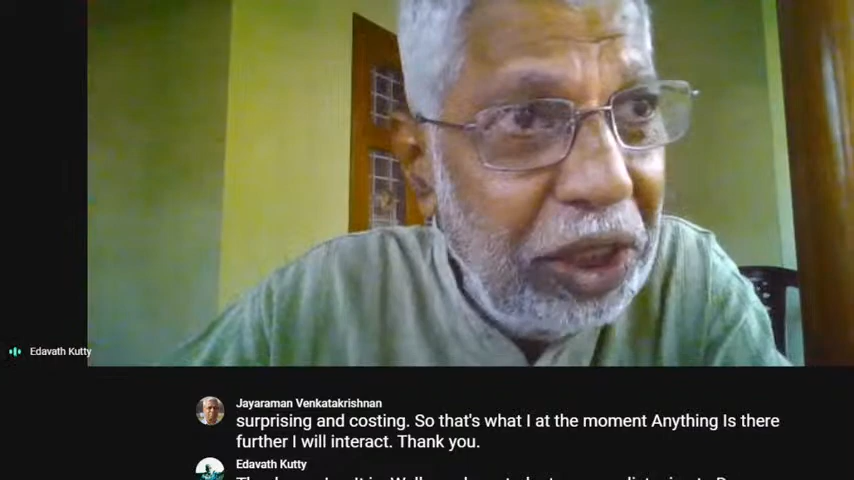 Edavath Kutty
Jayaraman Venkatakrishnan
surprising and costing. So that's what I at the moment Anything Is there
further I will interact. Thank you.
Edavath Kutty